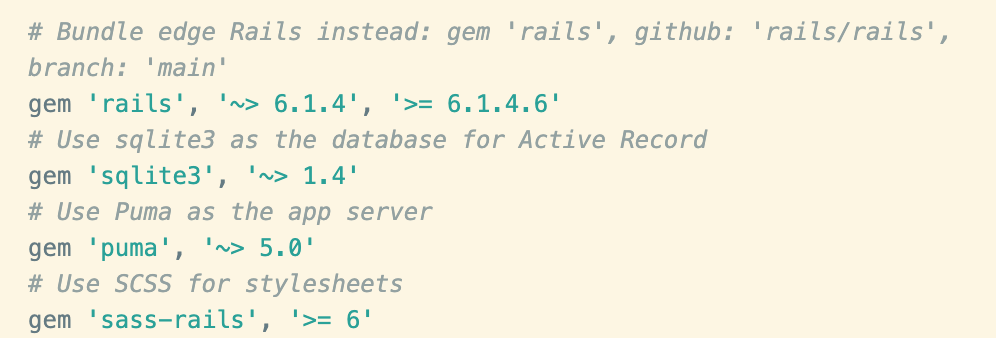 # Bundle edge Rails instead: gem 'rails', github: 'rails/rails',
branch: 'main'
gem 'rails', '~> 6.1.4', '>= 6.1.4.6'
# Use sqlite3 as the database for Active Record
gem 'sqlite3', '~> 1.4'
# Use Puma as the app server
gem 'puma', '~> 5.0'
# Use SCSS for stylesheets
gem 'sass-rails', '>= 6'